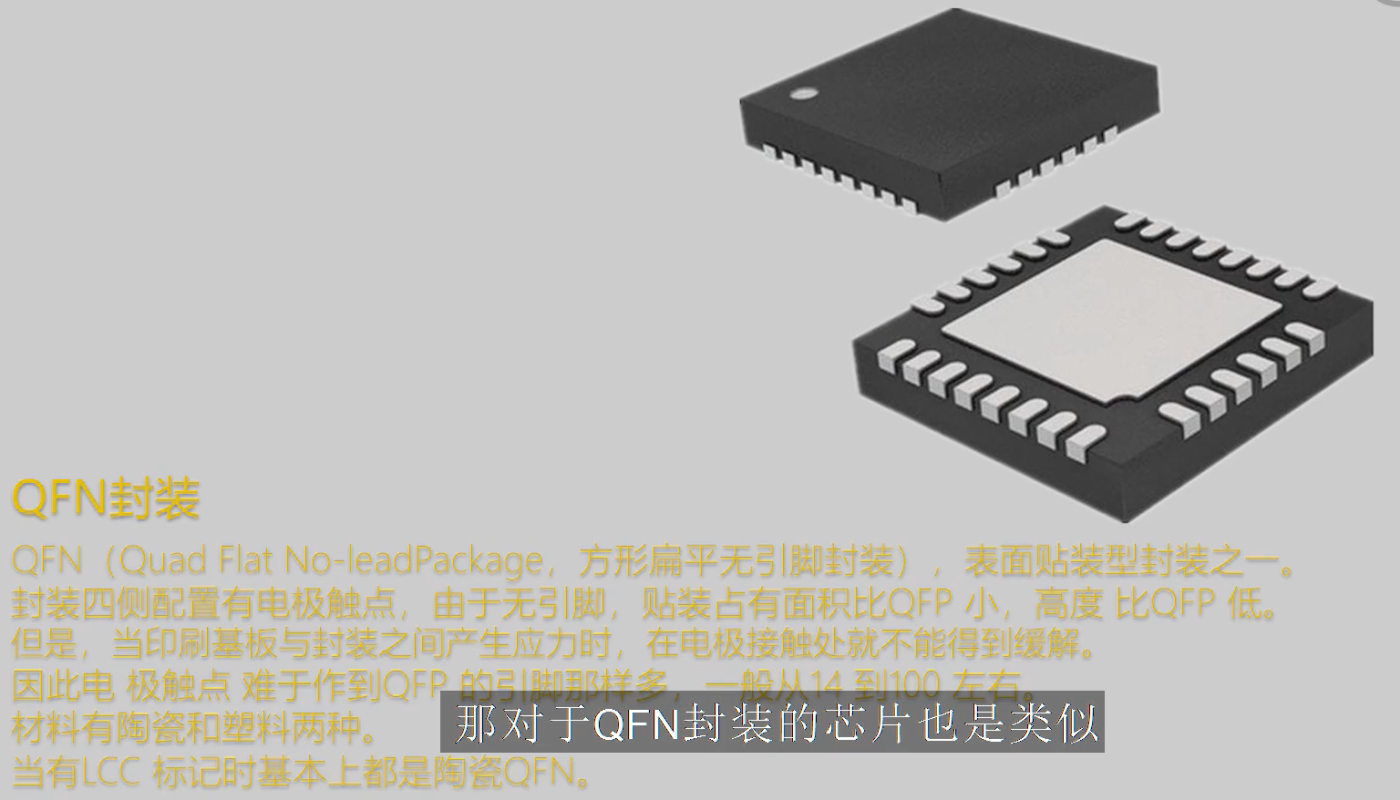 QFN封装
QFN（Quad Flat No-leadPackage，方形扁平无引脚封装），表面贴装型封装之一。
封装四侧配置有电极触点，由于无引脚，贴装占有面积比QFP 小，高度 比QFP 低。
但是，当印刷基板与封装之间产生应力时，在电极接触处就不能得到缓解。
因此电 极触点 难于作到QFP 的引脚那样多，一般从14 到100 左右。
材料有陶瓷和塑料两种。
那对于QFN封装的芯片也是类似
当有LCC 标记时基本上都是陶瓷QFN。